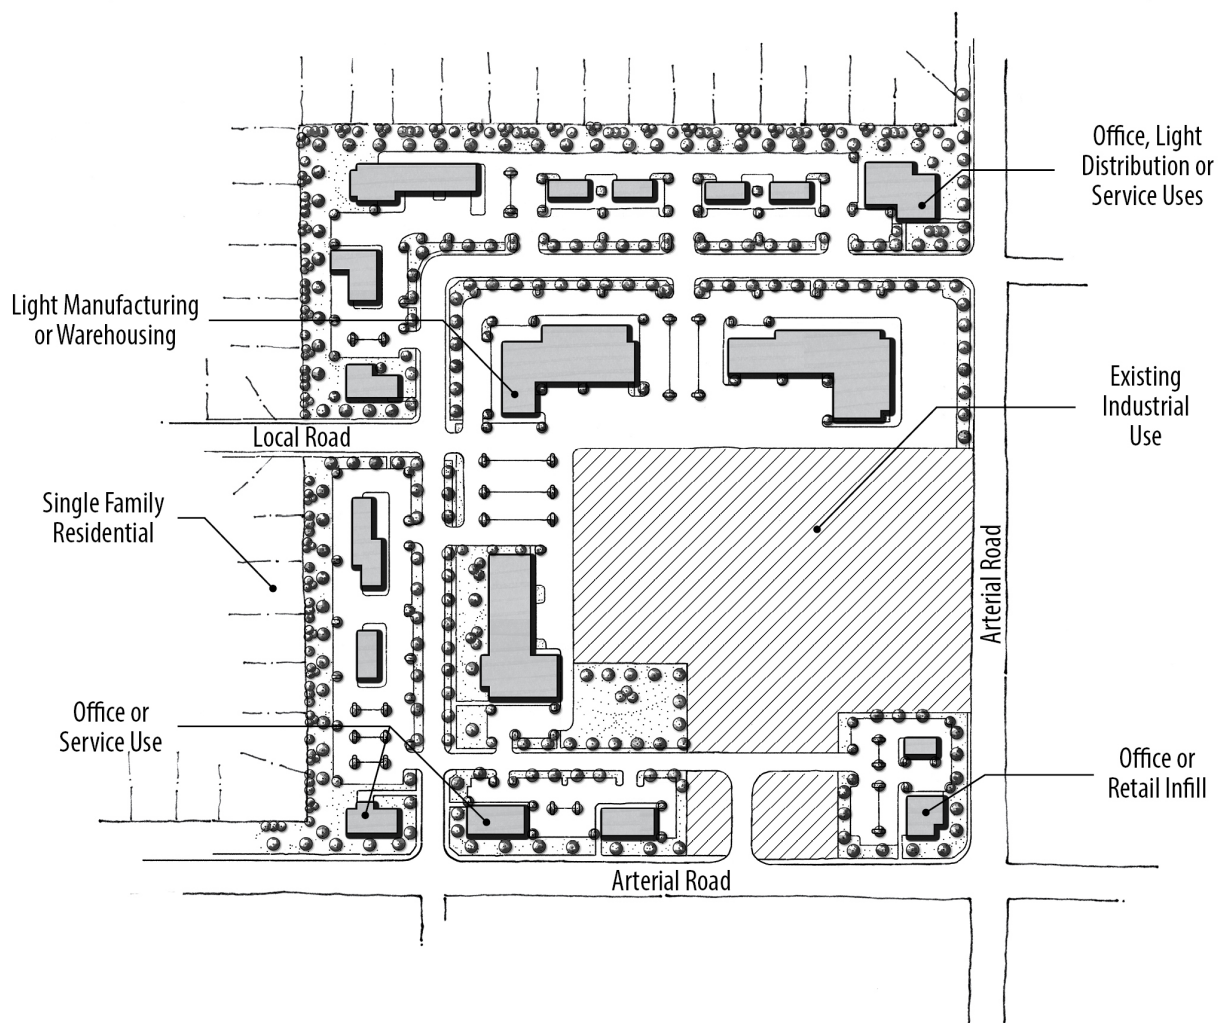 Office, Light
Distribution or
Service Uses
Light Manufacturing
or Warehousing
Existing
Industrial
Use
Local Road
Single Family
Residential
Arterial Road
Office or
Service Use
Office or
Retail Infill
Arterial Road